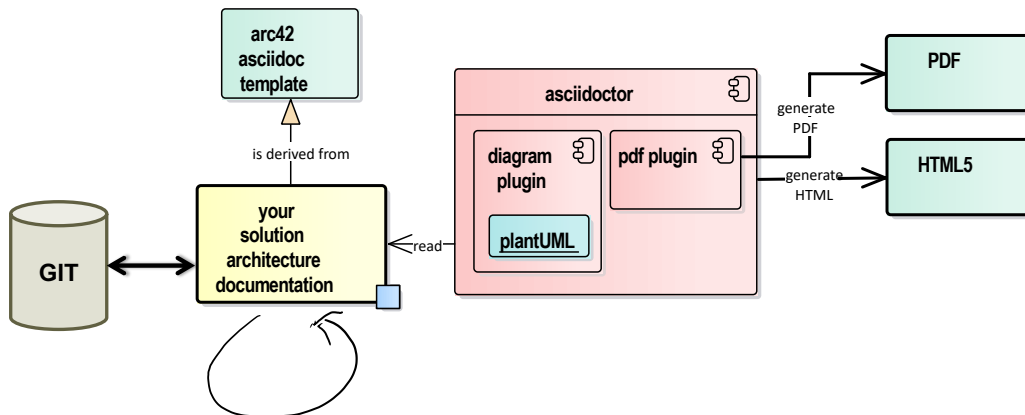 arc42
asciidoc
template
is derived from
your
solution
architecture
documentation
GIT
read
asciidoctor
diagram
plugin
plantUML
pdf plugin
generate
PDF
generate
HTML
PDF
HTML5